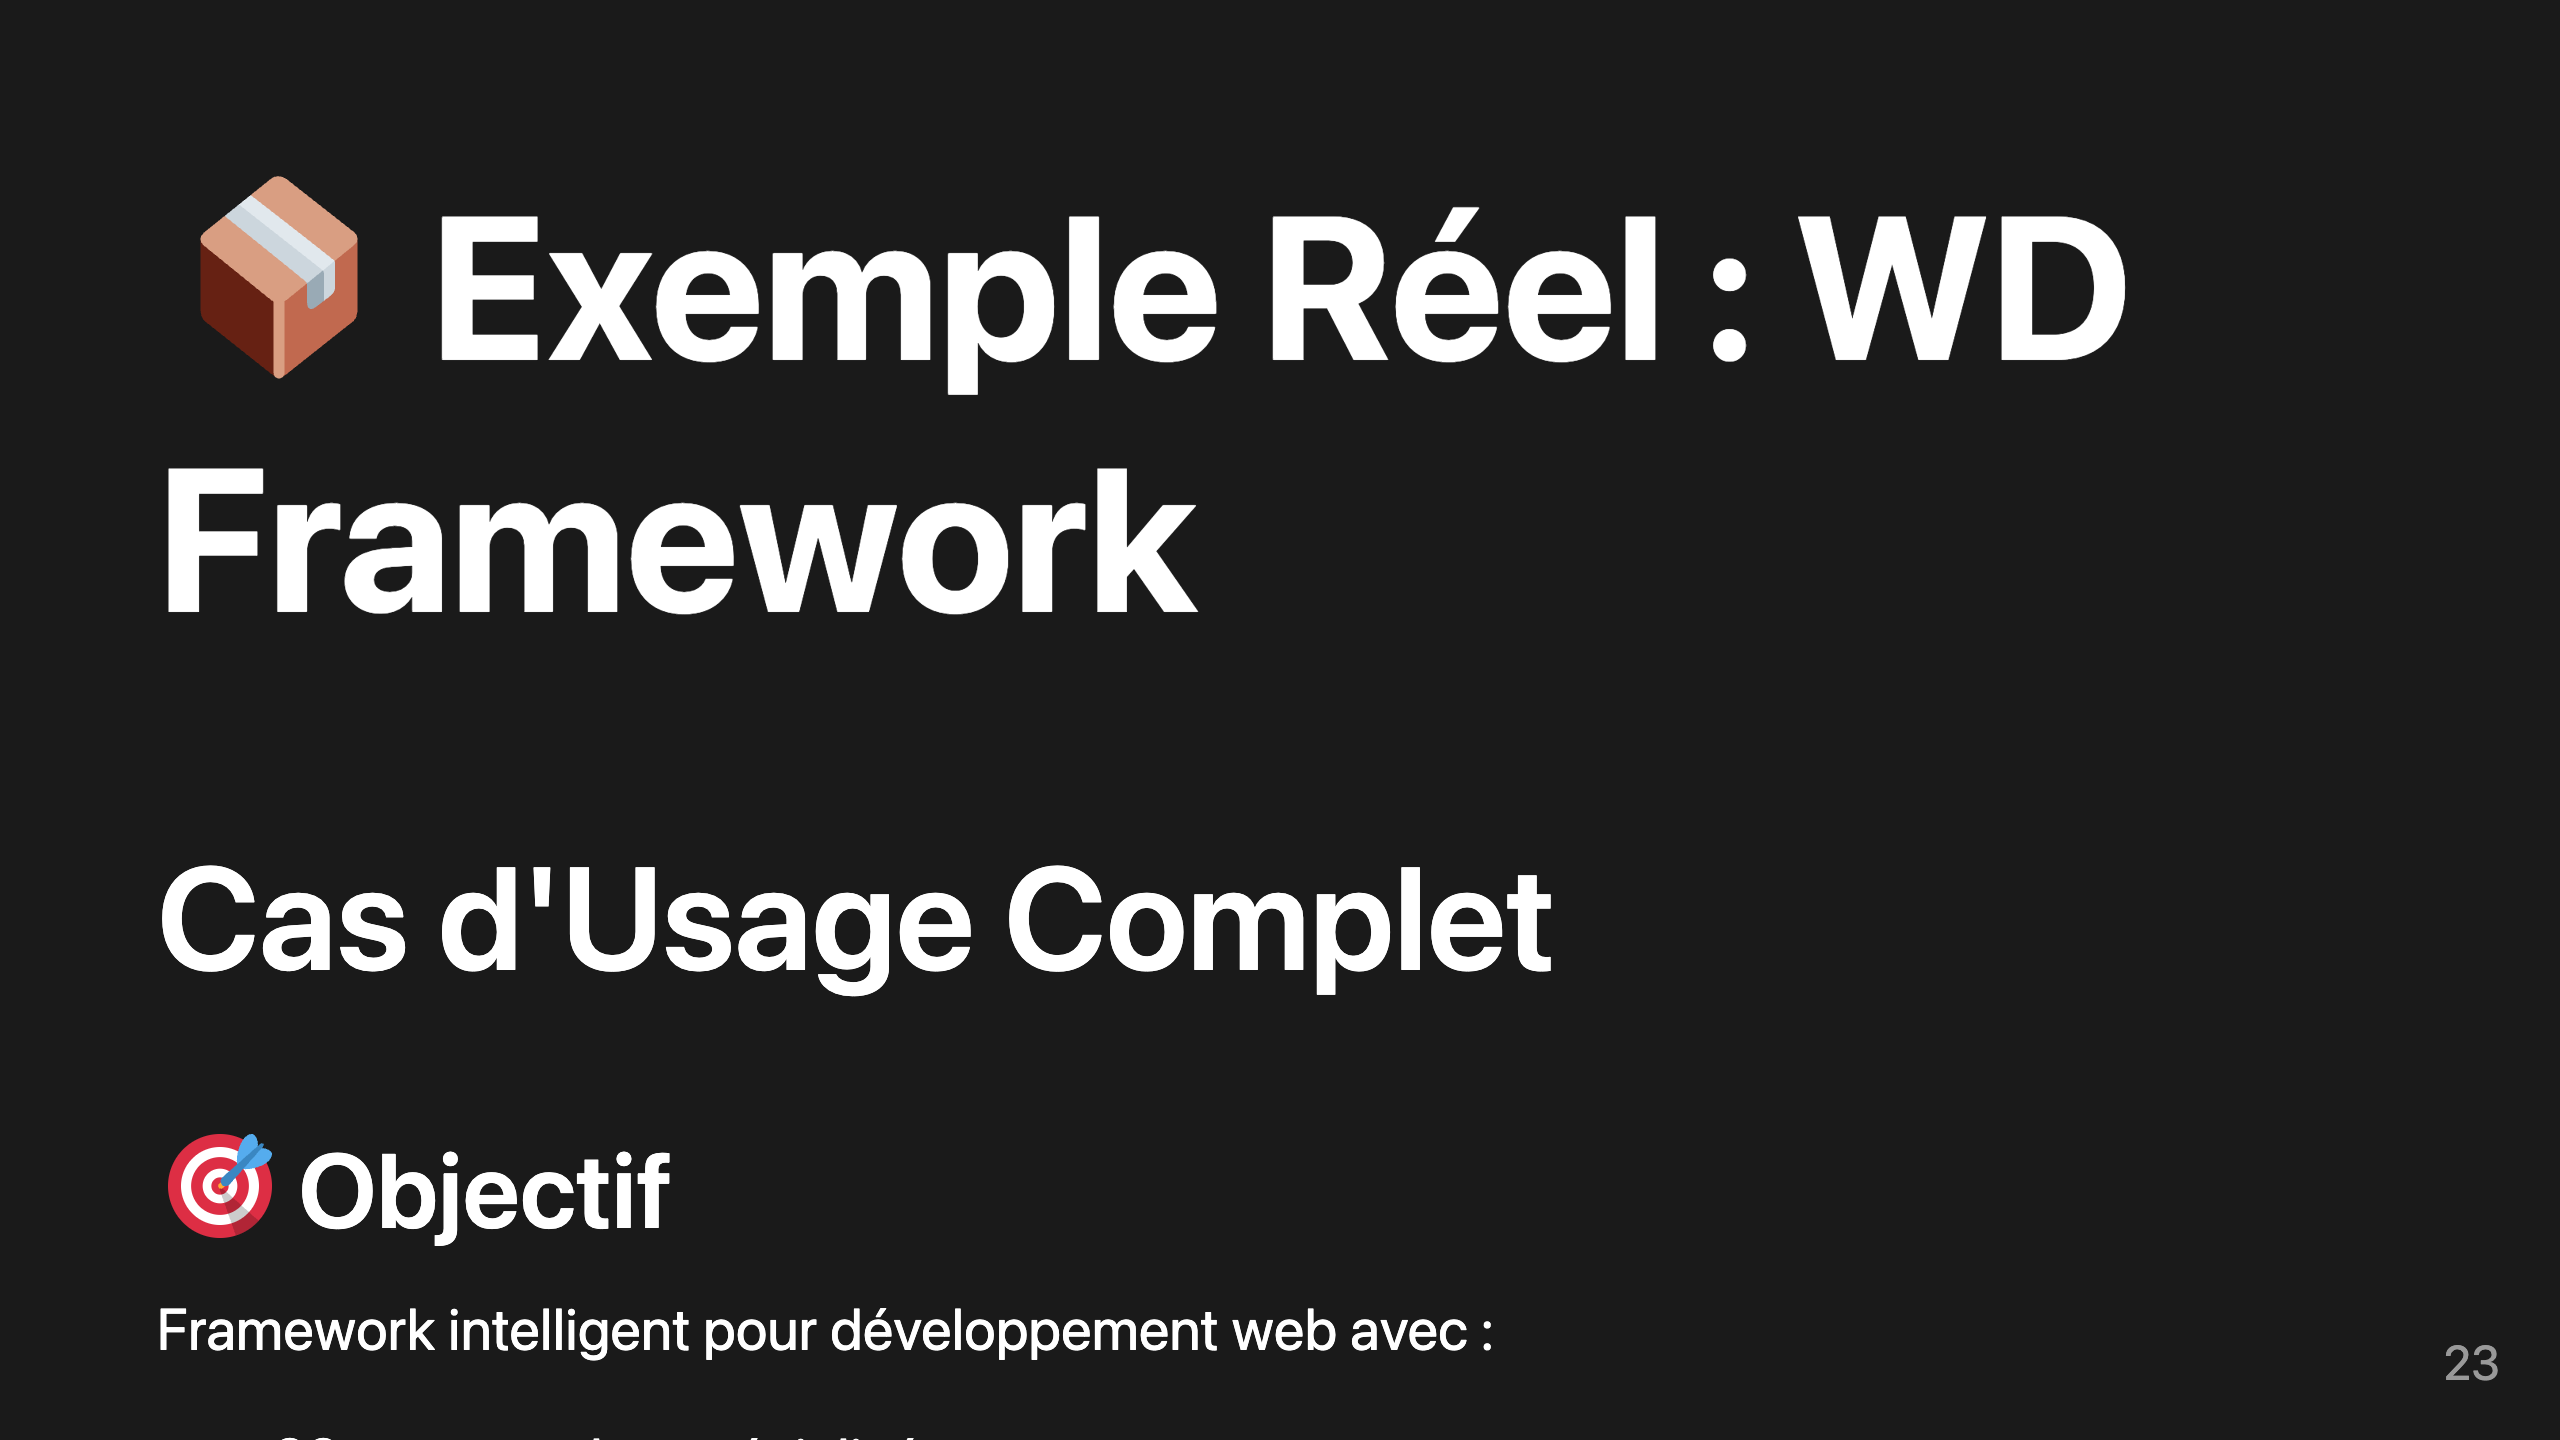 📦 Exemple Réel : WD
Framework
Cas d'Usage Complet
🎯 Objectif
Framework intelligent pour développement web avec :
23